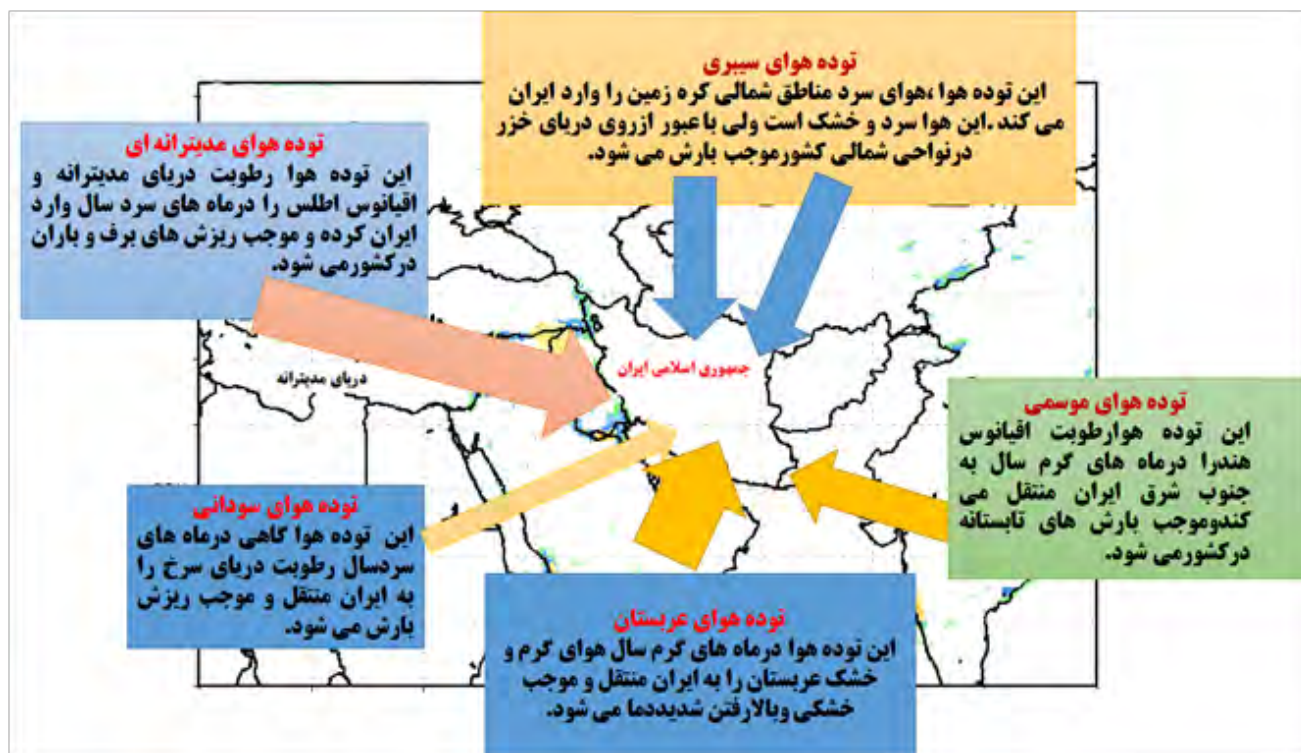 توده هوای سیبری
این توده هوا ،هوای سرد مناطق شمالی کره زمین را وارد ایران
می کند .این هوا سرد و خشک است ولی با عبور ازروی دریای خزر
درنواحی شمالی کشورموجب بارش می شود.
توده هوای مدیترانه ای
این توده هوا رطوبت دریای مدیترانه و
اقیانوس اطلس را درماه های سرد سال وارد
ایران کرده و موجب ریزش های برف و باران
درکشورمی شود.
جمهوری اسلامی ایران
دریای مدیترانه
توده هوای موسمی
این توده هوارطوبت اقیانوس
هندرا درماه های گرم سال به
جنوب شرق ایران منتقل می
کندوموجب بارش های تابستانه
درکشورمی شود.
توده هوای سودانی
این توده هوا گاهی درماه های
سردسال رطوبت دریای سرخ را
به ایران منتقل و موجب ریزش
بارش می شود.
توده هوای عربستان
این توده هوا درماه های گرم سال هوای گرم و
خشک عربستان را به ایران منتقل و موجب
خشکی وبالارفتن شدیددما می شود.